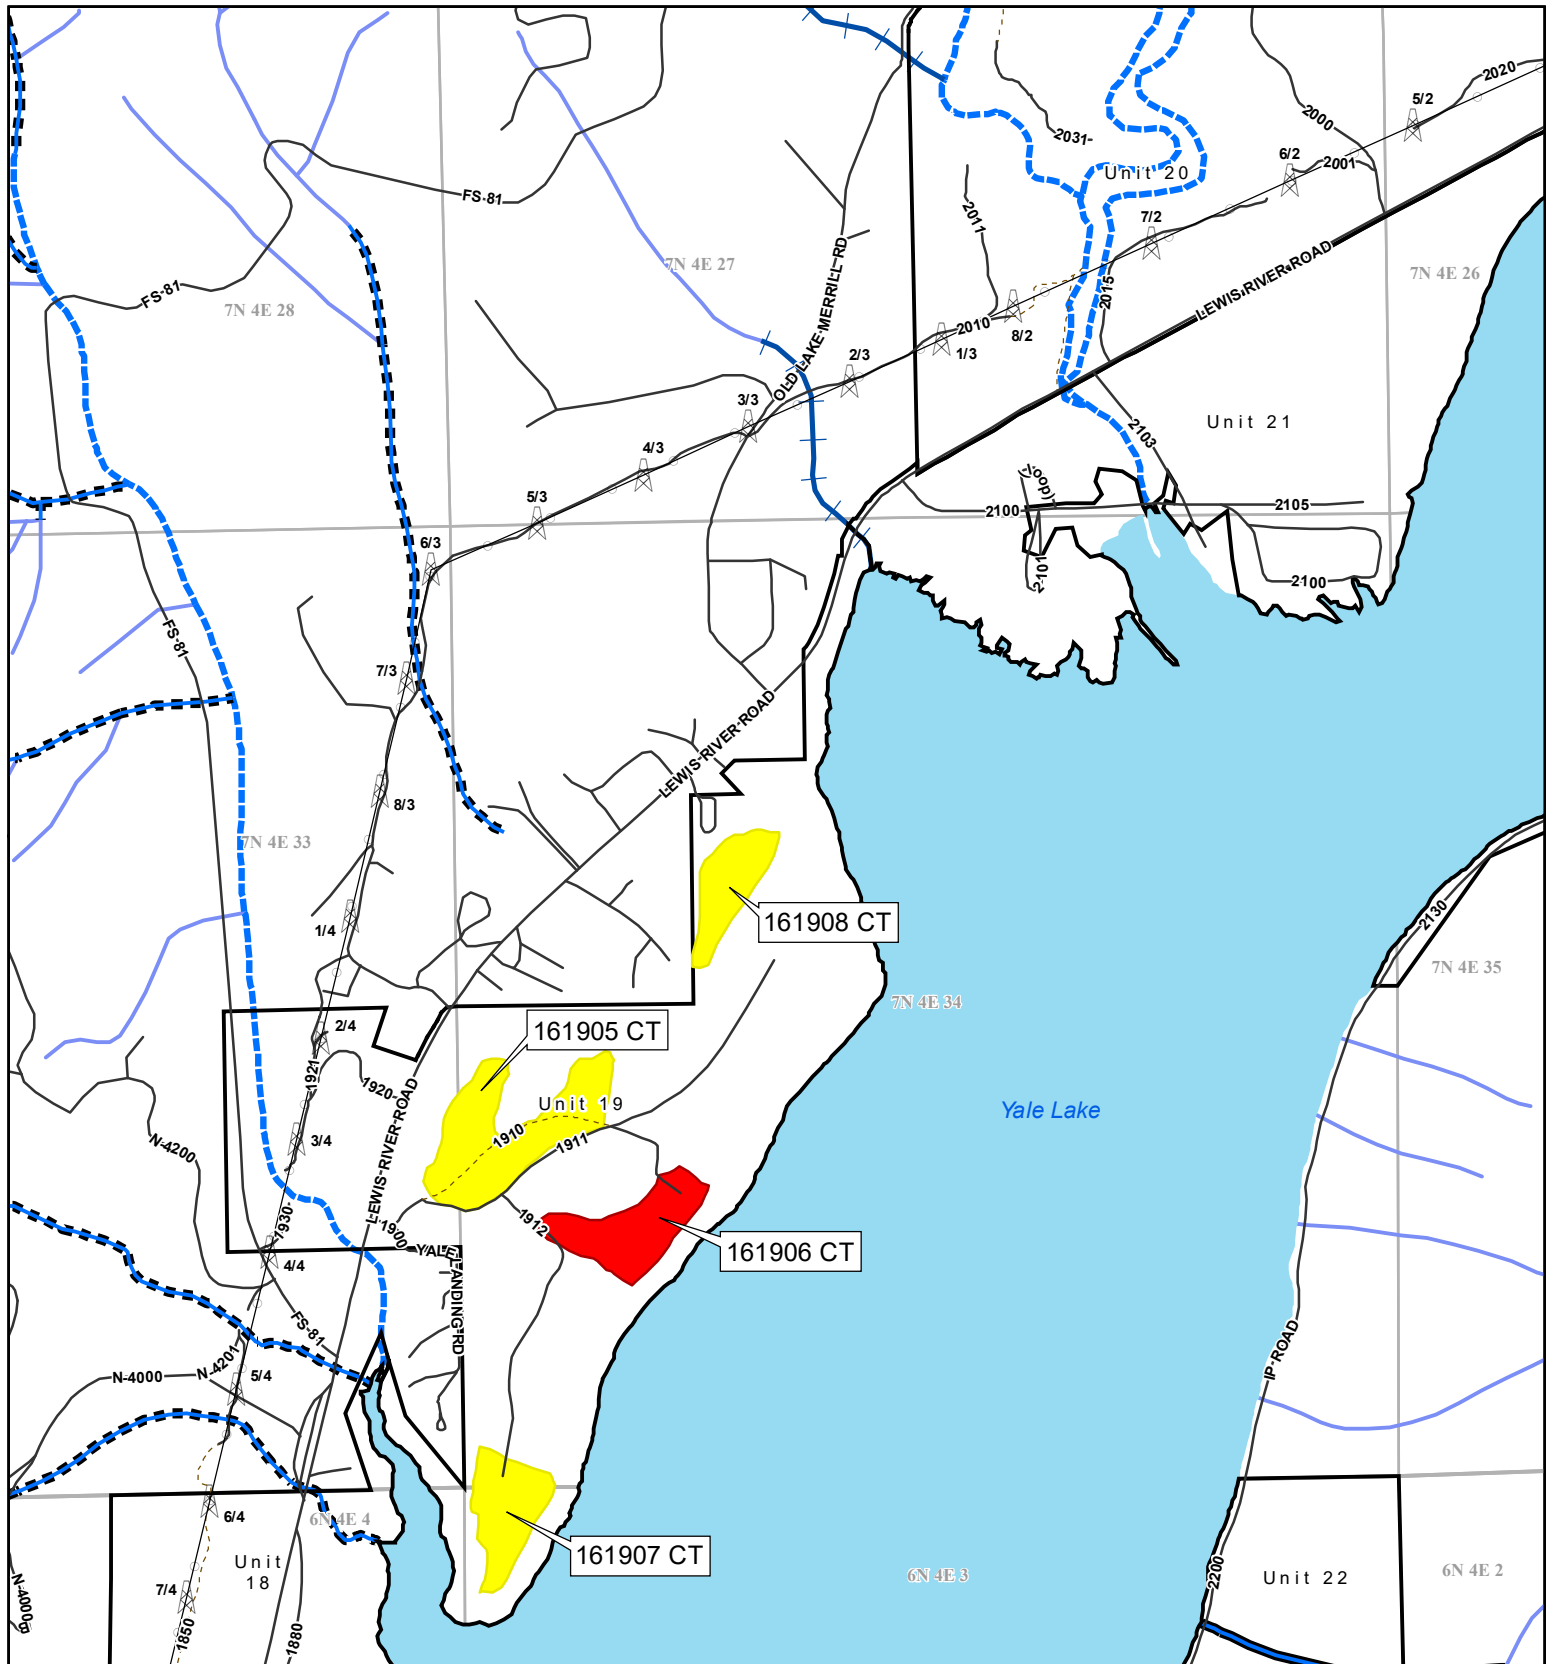 2020
5/2
2000
2031
6/2
2001
Unit 20
FS-81
2011
7/2
OLD LAKE MERRILL RD
7N 4E 27
LEWIS RIVER ROAD
7N 4E 26
FS-81
7N 4E 28
2015
8/2
2010
1/3
2/3
3/3
Unit 21
2103
4/3
(Loop)
5/3
2100
2105
6/3
2101
2100
FS-81
7/3
LEWIS RIVER ROAD
8/3
7N 4E 33
161908 CT
2130
1/4
7N 4E 35
7N 4E 34
2/4
161905 CT
1921
1920
Unit 19
Yale Lake
LEWIS RIVER ROAD
N-4200
3/4
1910
1911
1930
1900
1912
YALE LANDING RD
161906 CT
4/4
FS-81
IP ROAD
N-4000
N-4201
5/4
6/4
6N 4E 4
161907 CT
Unit
18
7/4
6N 4E 3
2200
Unit 22
6N 4E 2
N-4000B
1850
1880